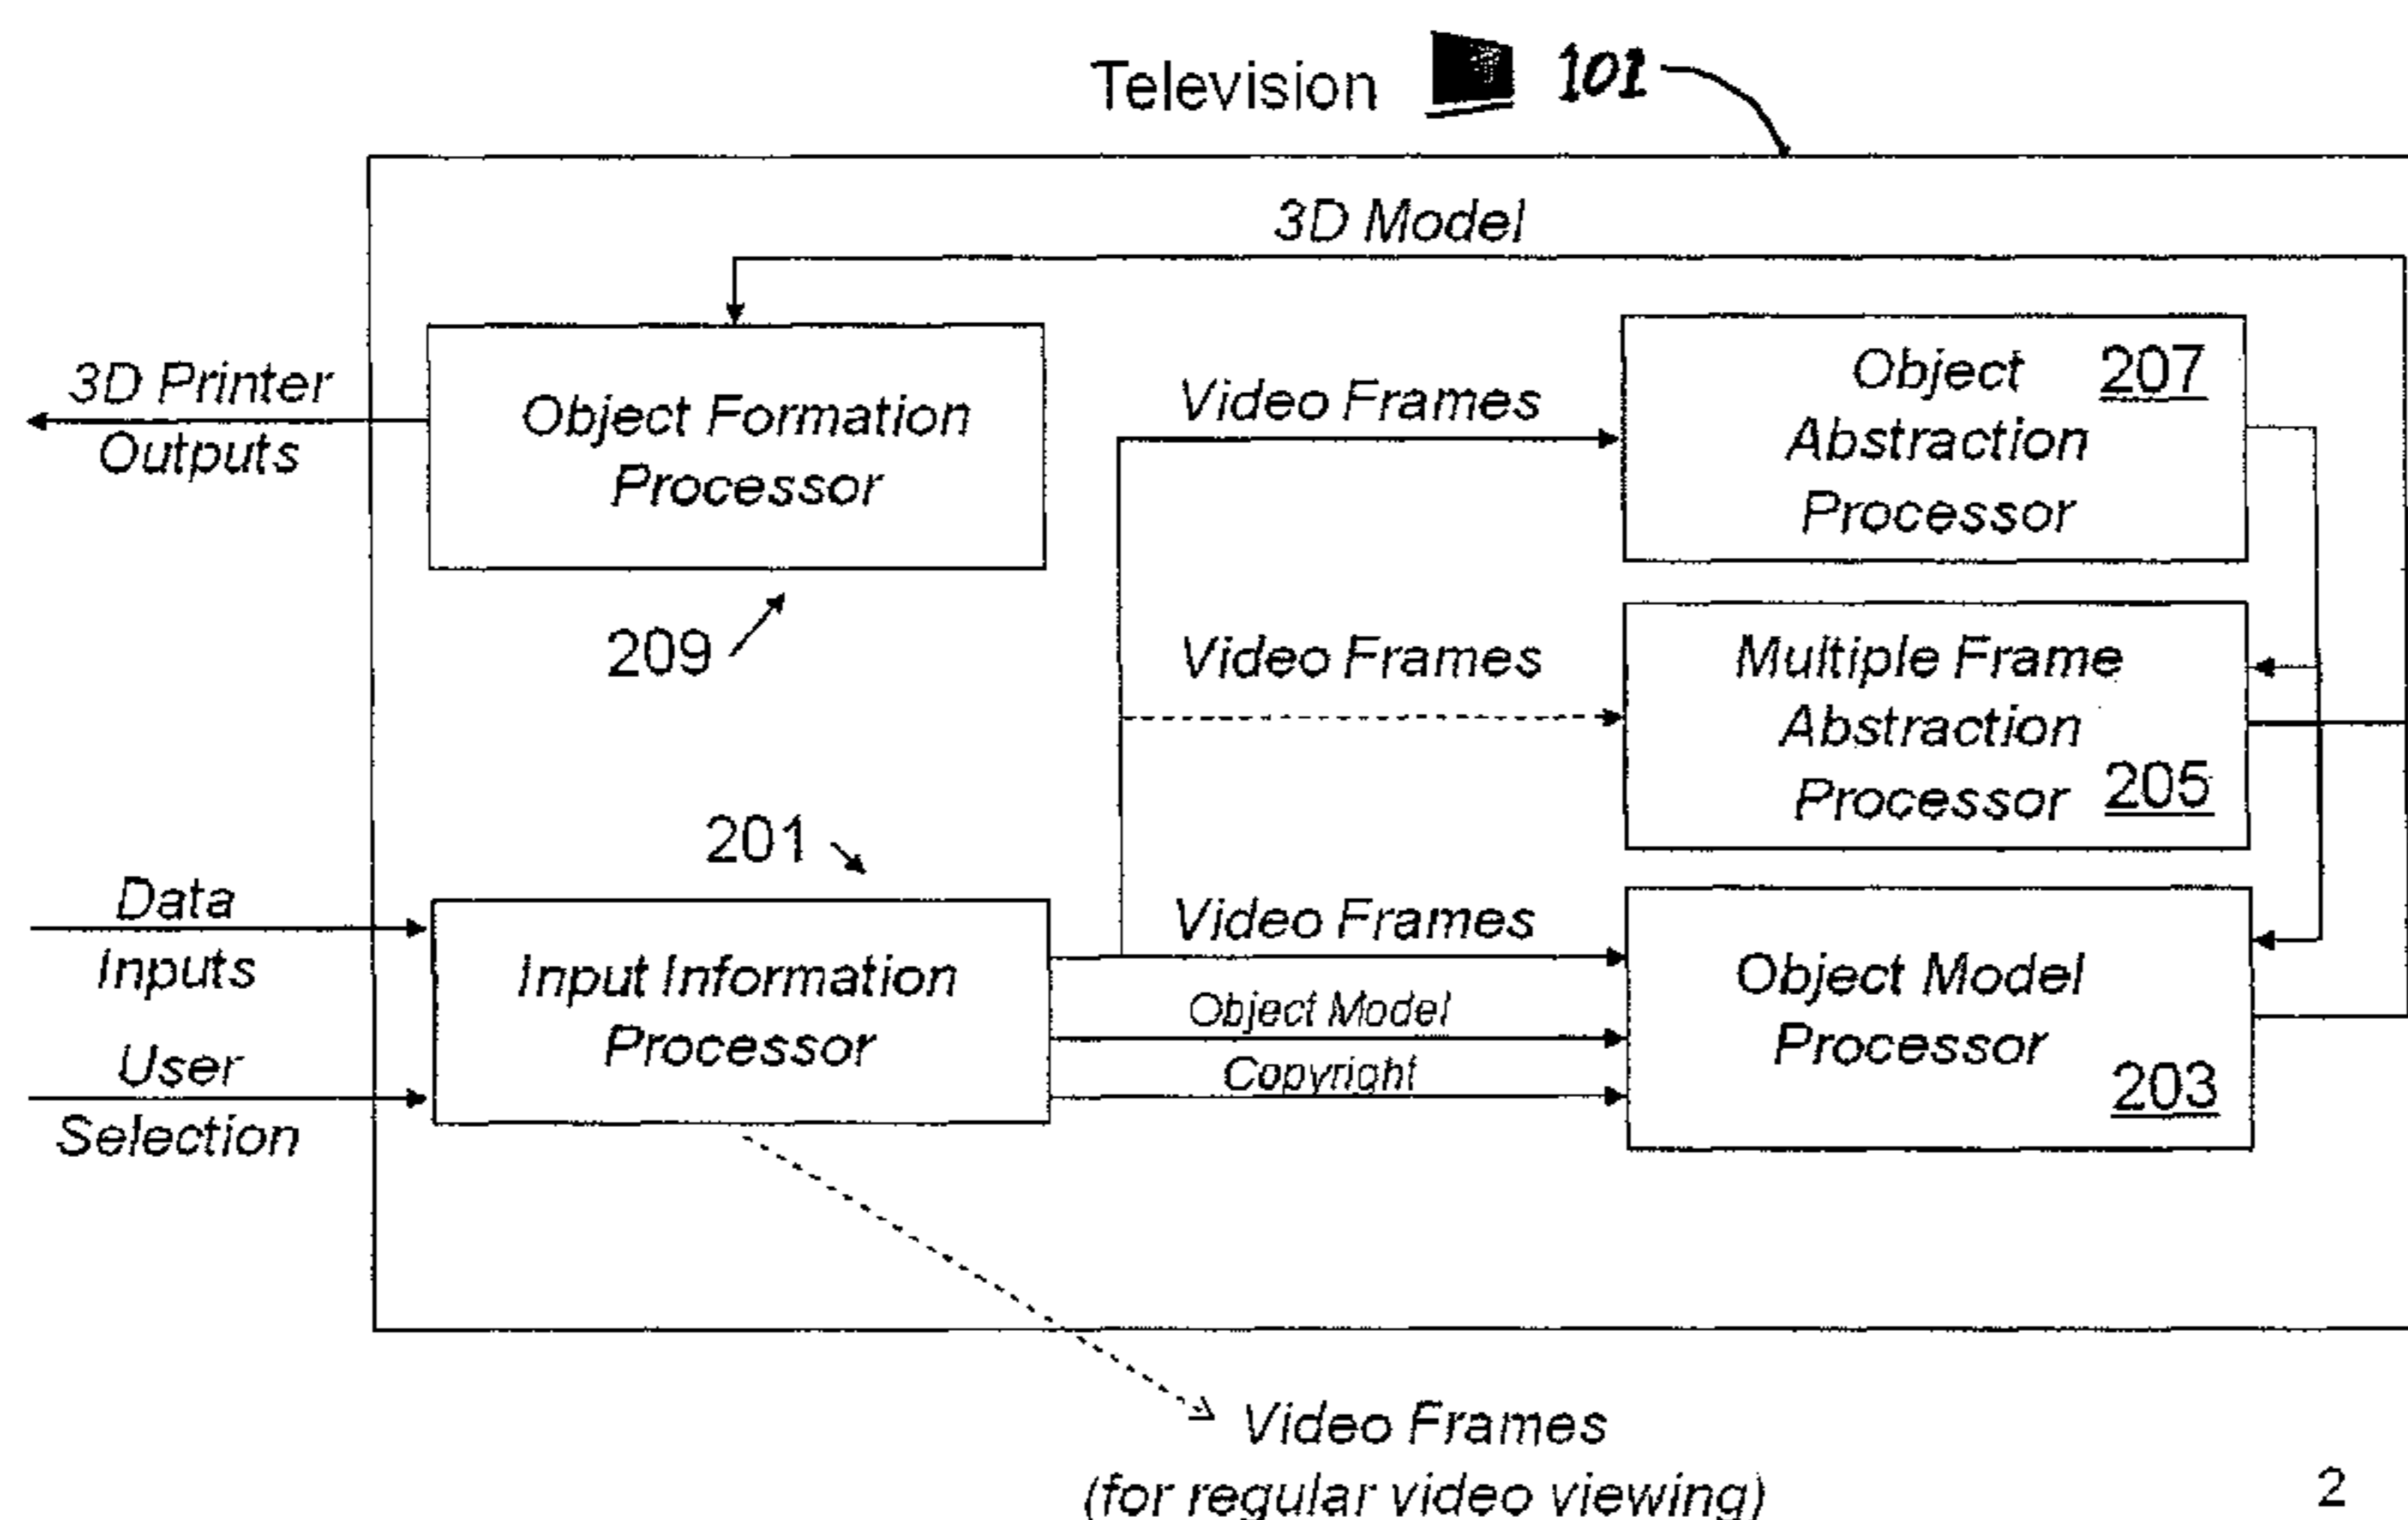 Television 101
3D Model
3D Printer
Outputs
Object Formation
Processor
209
Video Frames
Object 207
Abstraction
Processor
Video Frames
Multiple Frame
Abstraction
Processor 205
201
Data
Inputs
User
Selection
Input Information
Processor
Video Frames
Object Model
Copyright
Object Model
Processor
203
Video Frames
(for regular video viewing)
2